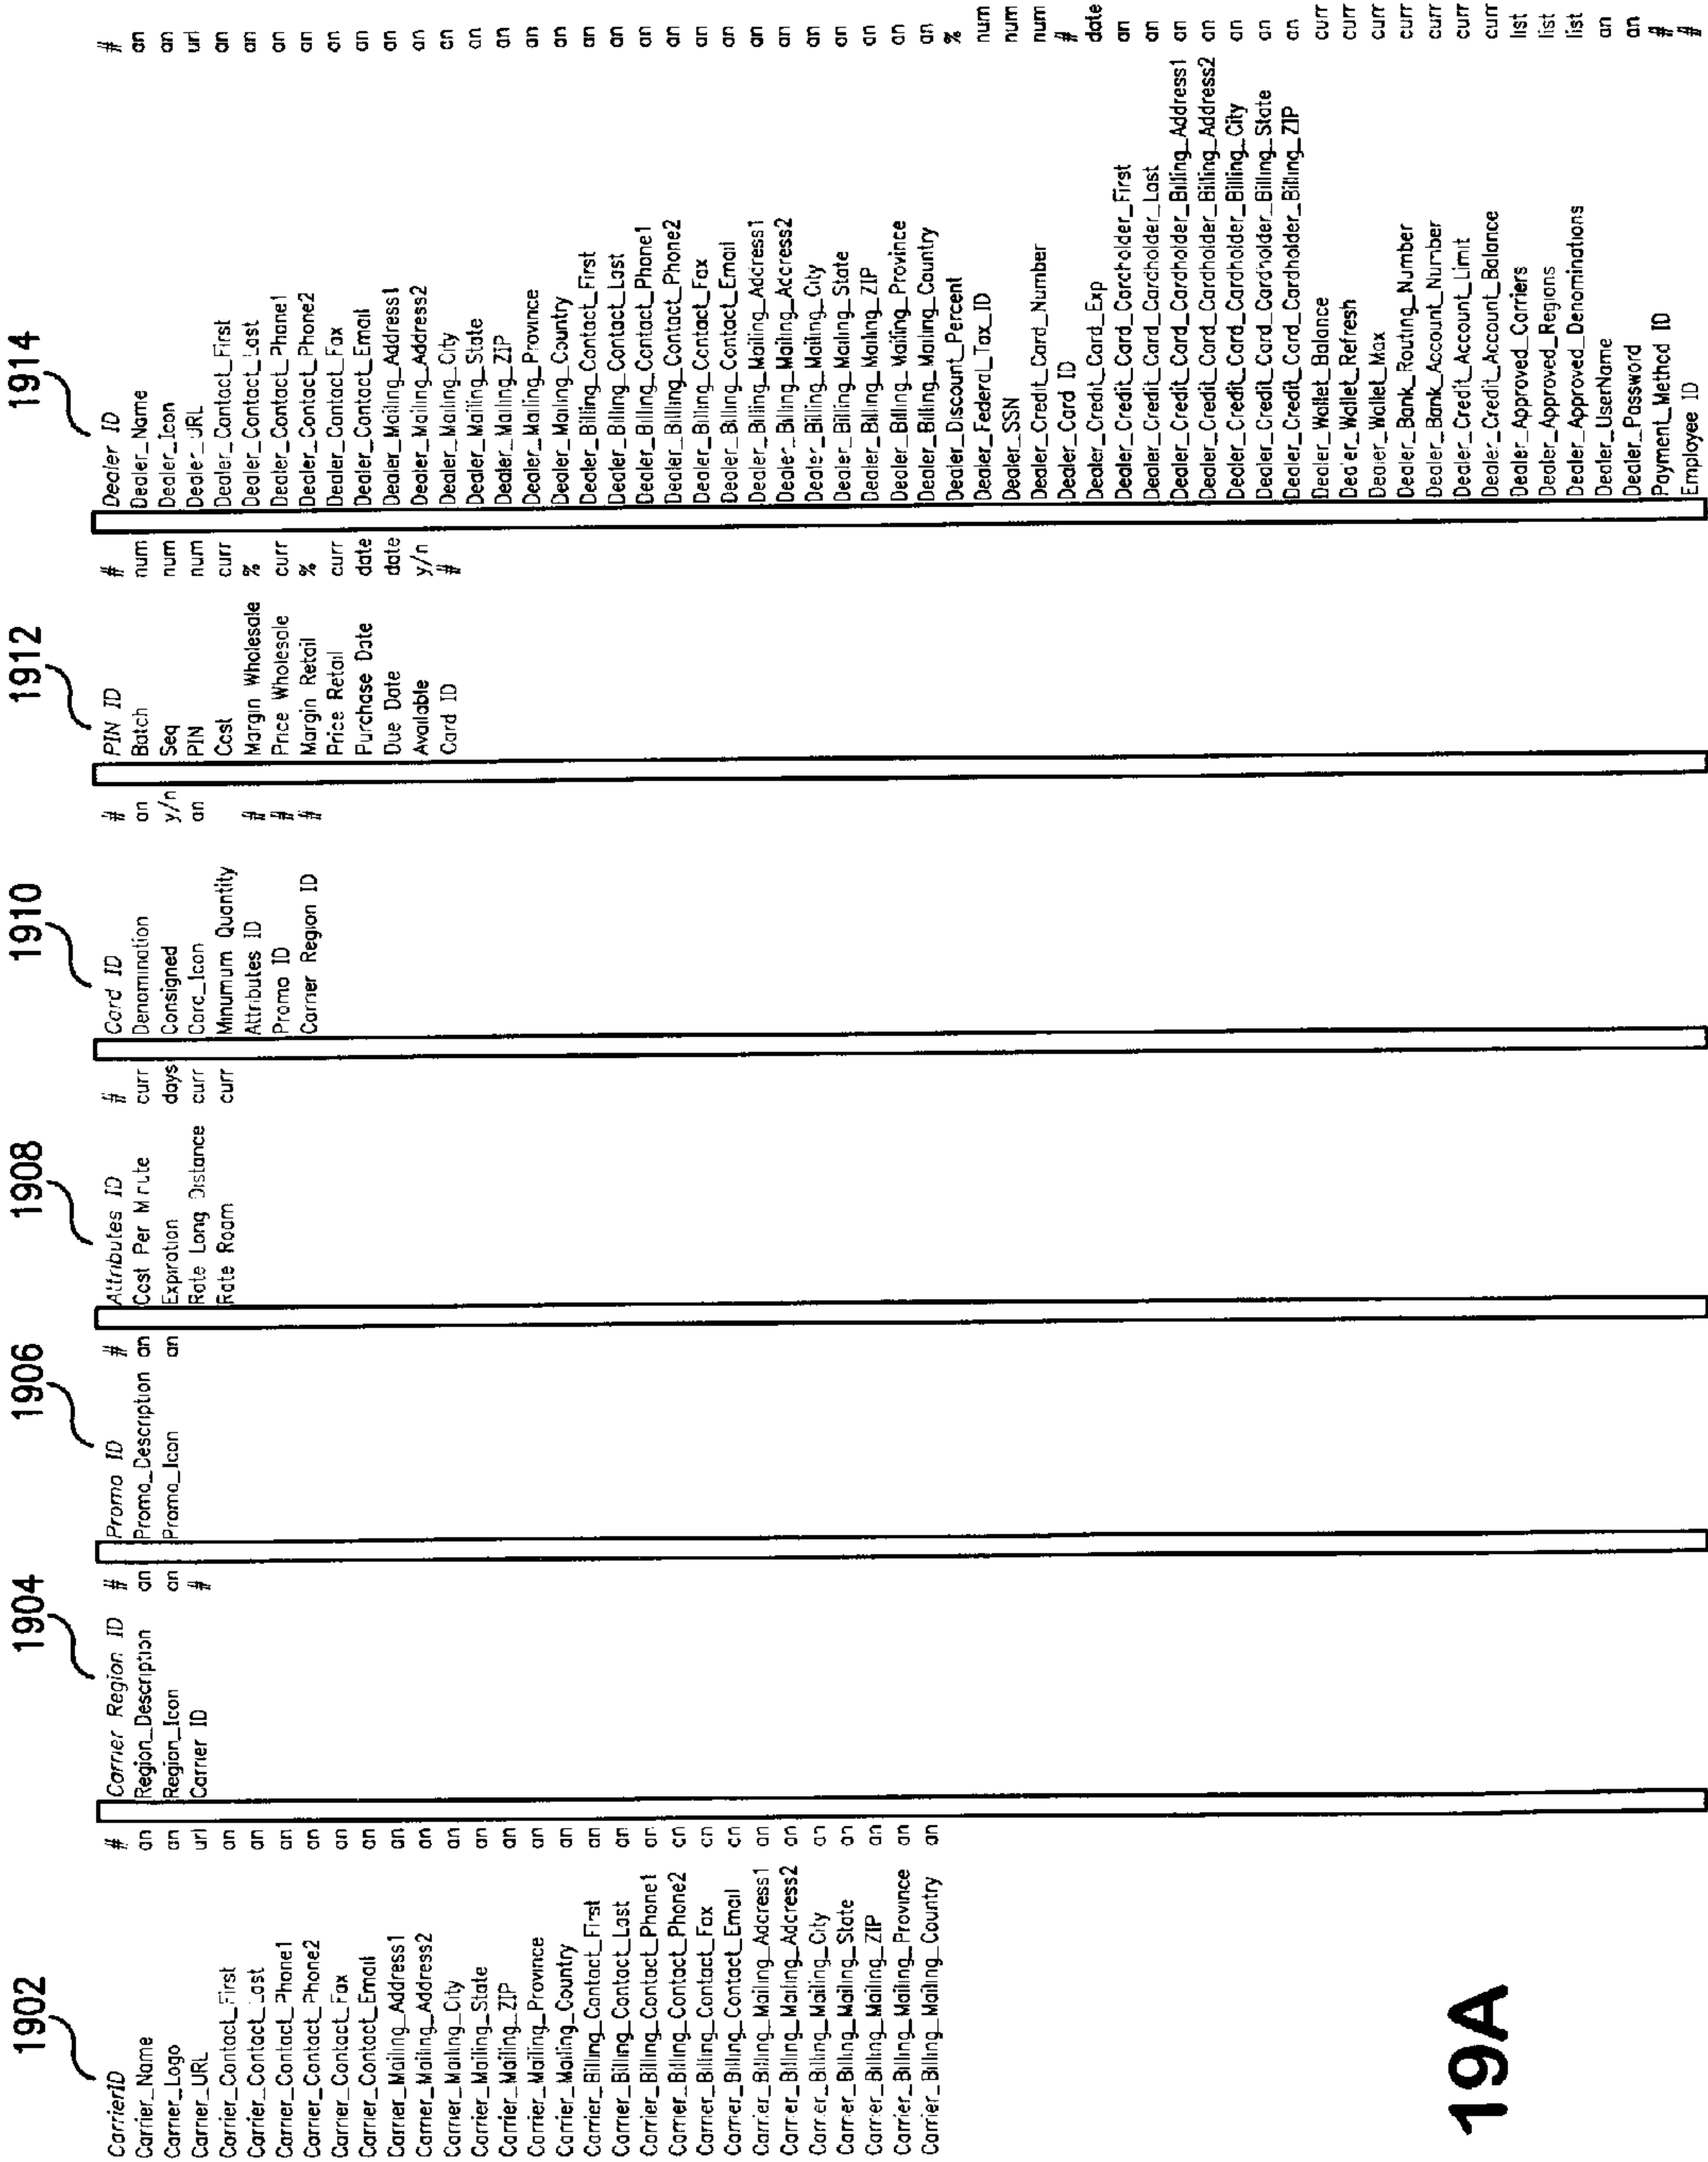 1902
CarrierID #
Carrier_Name an
Carrier_Logo an
Carrier_URL url
Carrier_Contact_First an
Carrier_Contact_Last an
Carrier_Contact_Phone1 an
Carrier_Contact_Phone2 an
Carrier_Contact_Fax an
Carrier_Contact_Email an
Carrier_Mailing_Address1 an
Carrier_Mailing_Address2 an
Carrier_Mailing_City an
Carrier_Mailing_State an
Carrier_Mailing_ZIP an
Carrier_Mailing_Province an
Carrier_Mailing_Country an
Carrier_Billing_Contact_First an
Carrier_Billing_Contact_Last an
Carrier_Billing_Contact_Phone1 an
Carrier_Billing_Contact_Phone2 an
Carrier_Billing_Contact_Fax an
Carrier_Billing_Contact_Email an
Carrier_Billing_Mailing_Address1 an
Carrier_Billing_Mailing_Address2 an
Carrier_Billing_Mailing_City an
Carrier_Billing_Mailing_State an
Carrier_Billing_Mailing_ZIP an
Carrier_Billing_Mailing_Province an
Carrier_Billing_Mailing_Country an
1904
Carrier Region ID #
Region_Description an
Region_Icon an
Carrier ID #
1906
Promo ID #
Promo_Description an
Promo_Icon an
1908
Attributes ID #
Cost Per Minute curr
Expiration days
Rate Long Distance curr
Rate Roam curr
1910
Card ID #
Denomination an
Consigned y/n
Card_Icon an
Minumum Quantity
Attributes ID #
Promo ID #
Carrier Region ID #
1912
PIN ID #
Batch num
Seq num
PIN num
Cost curr
Margin Wholesale %
Price Wholesale curr
Margin Retail %
Price Retail curr
Purchase Date date
Due Date date
Available y/n
Card ID #
1914
Dealer ID #
Dealer_Name an
Dealer_Icon an
Dealer_URL url
Dealer_Contact_First an
Dealer_Contact_Last an
Dealer_Contact_Phone1 an
Dealer_Contact_Phone2 an
Dealer_Contact_Fax an
Dealer_Contact_Email an
Dealer_Mailing_Address1 an
Dealer_Mailing_Address2 an
Dealer_Mailing_City an
Dealer_Mailing_State an
Dealer_Mailing_ZIP an
Dealer_Mailing_Province an
Dealer_Mailing_Country an
Dealer_Billing_Contact_First an
Dealer_Billing_Contact_Last an
Dealer_Billing_Contact_Phone1 an
Dealer_Billing_Contact_Phone2 an
Dealer_Billing_Contact_Fax an
Dealer_Billing_Contact_Email an
Dealer_Billing_Mailing_Address1 an
Dealer_Billing_Mailing_Address2 an
Dealer_Billing_Mailing_City an
Dealer_Billing_Mailing_State an
Dealer_Billing_Mailing_ZIP an
Dealer_Billing_Mailing_Province an
Dealer_Billing_Mailing_Country an
Dealer_Discount_Percent %
Dealer_Federal_Tax_ID num
Dealer_SSN num
Dealer_Credit_Card_Number num
Dealer_Card ID #
Dealer_Credit_Card_Exp date
Dealer_Credit_Card_Cardholder_First an
Dealer_Credit_Card_Cardholder_Last an
Dealer_Credit_Card_Cardholder_Billing_Address1 an
Dealer_Credit_Card_Cardholder_Billing_Address2 an
Dealer_Credit_Card_Cardholder_Billing_City an
Dealer_Credit_Card_Cardholder_Billing_State an
Dealer_Credit_Card_Cardholder_Billing_ZIP an
Dealer_Wallet_Balance curr
Dealer_Wallet_Refresh curr
Dealer_Wallet_Max curr
Dealer_Bank_Routing_Number curr
Dealer_Bank_Account_Number curr
Dealer_Credit_Account_Limit curr
Dealer_Credit_Account_Balance curr
Dealer_Approved_Carriers list
Dealer_Approved_Regions list
Dealer_Approved_Denominations list
Dealer_UserName an
Dealer_Password an
Payment_Method ID #
Employee ID #
19A